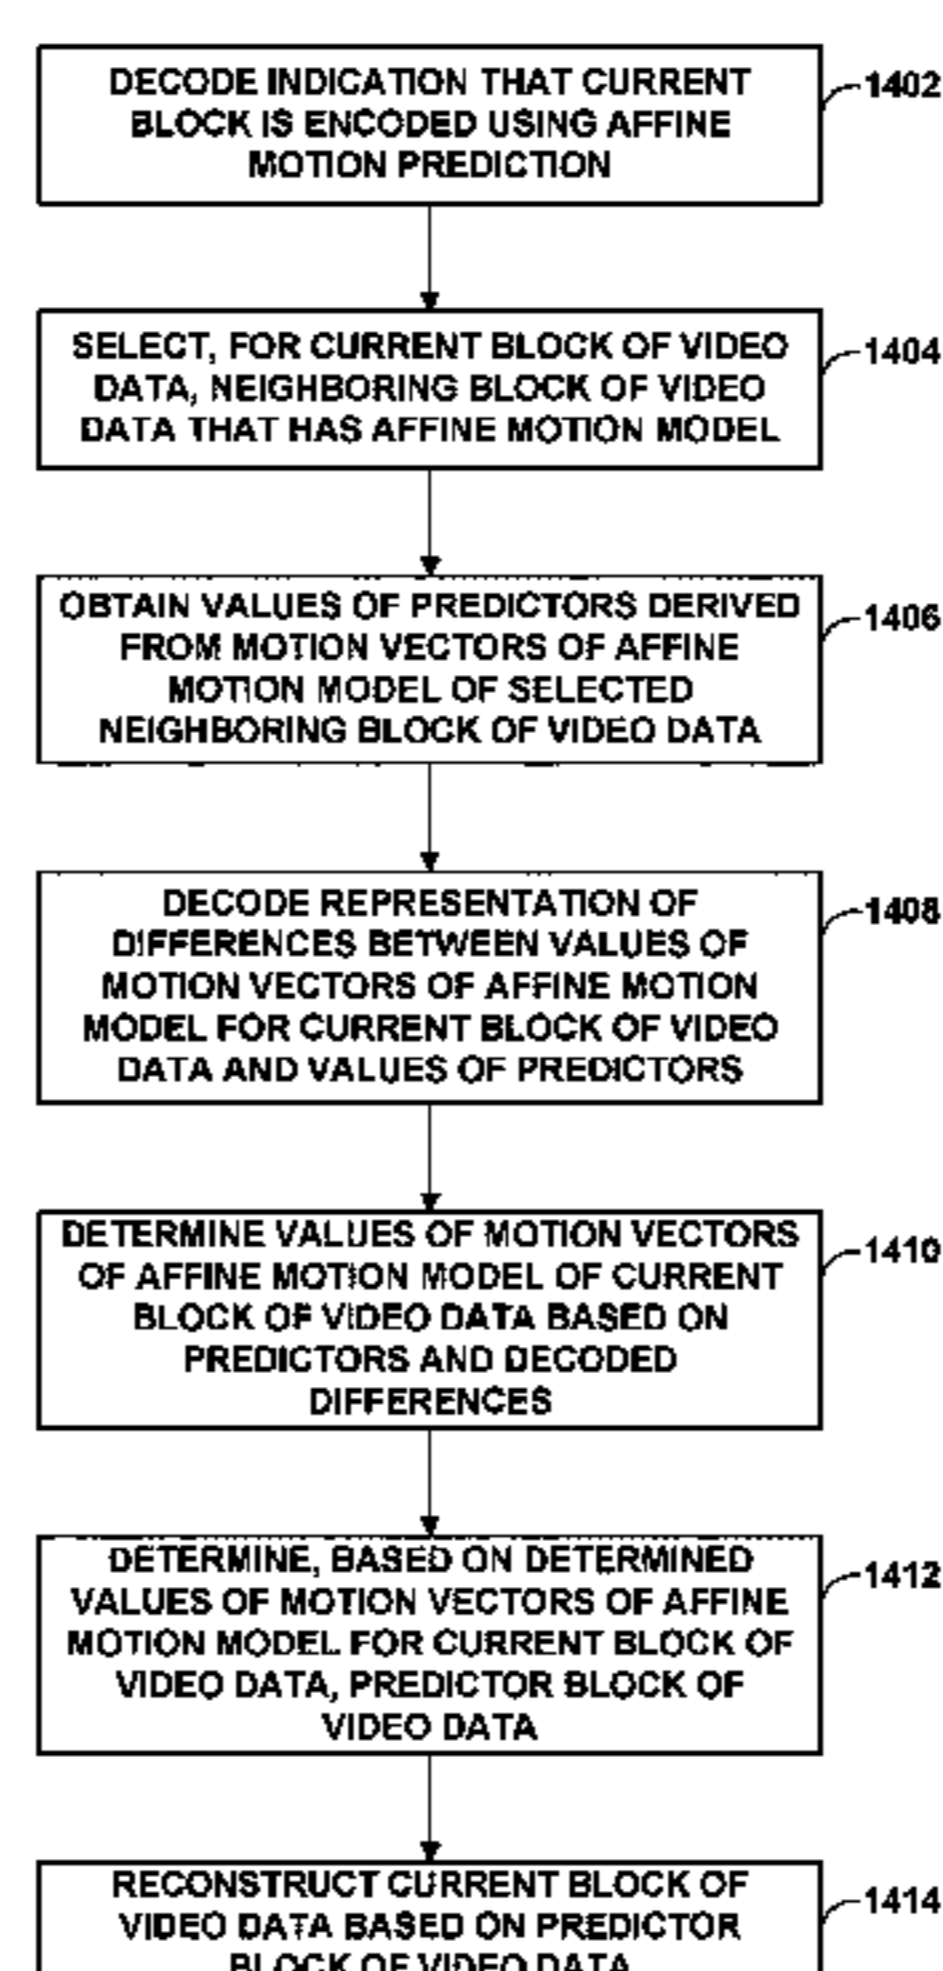 DECODE INDICATION THAT CURRENT
BLOCK IS ENCODED USING AFFINE
MOTION PREDICTION
1402
SELECT, FOR CURRENT BLOCK OF VIDEO
DATA, NEIGHBORING BLOCK OF VIDEO
DATA THAT HAS AFFINE MOTION MODEL
1404
OBTAIN VALUES OF PREDICTORS DERIVED
FROM MOTION VECTORS OF AFFINE
MOTION MODEL OF SELECTED
NEIGHBORING BLOCK OF VIDEO DATA
1406
DECODE REPRESENTATION OF
DIFFERENCES BETWEEN VALUES OF
MOTION VECTORS OF AFFINE MOTION
MODEL FOR CURRENT BLOCK OF VIDEO
DATA AND VALUES OF PREDICTORS
1408
DETERMINE VALUES OF MOTION VECTORS
OF AFFINE MOTION MODEL OF CURRENT
BLOCK OF VIDEO DATA BASED ON
PREDICTORS AND DECODED
DIFFERENCES
1410
DETERMINE, BASED ON DETERMINED
VALUES OF MOTION VECTORS OF AFFINE
MOTION MODEL FOR CURRENT BLOCK OF
VIDEO DATA, PREDICTOR BLOCK OF
VIDEO DATA
1412
RECONSTRUCT CURRENT BLOCK OF
VIDEO DATA BASED ON PREDICTOR
BLOCK OF VIDEO DATA
1414